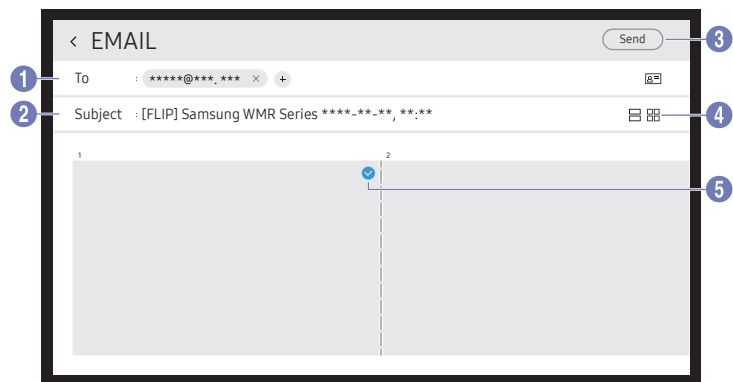 < EMAIL
Send
3
1
To : *****@***.*** × +
2
Subject : [FLIP] Samsung WMR Series ****-**-**, **:**
4
1
2
5